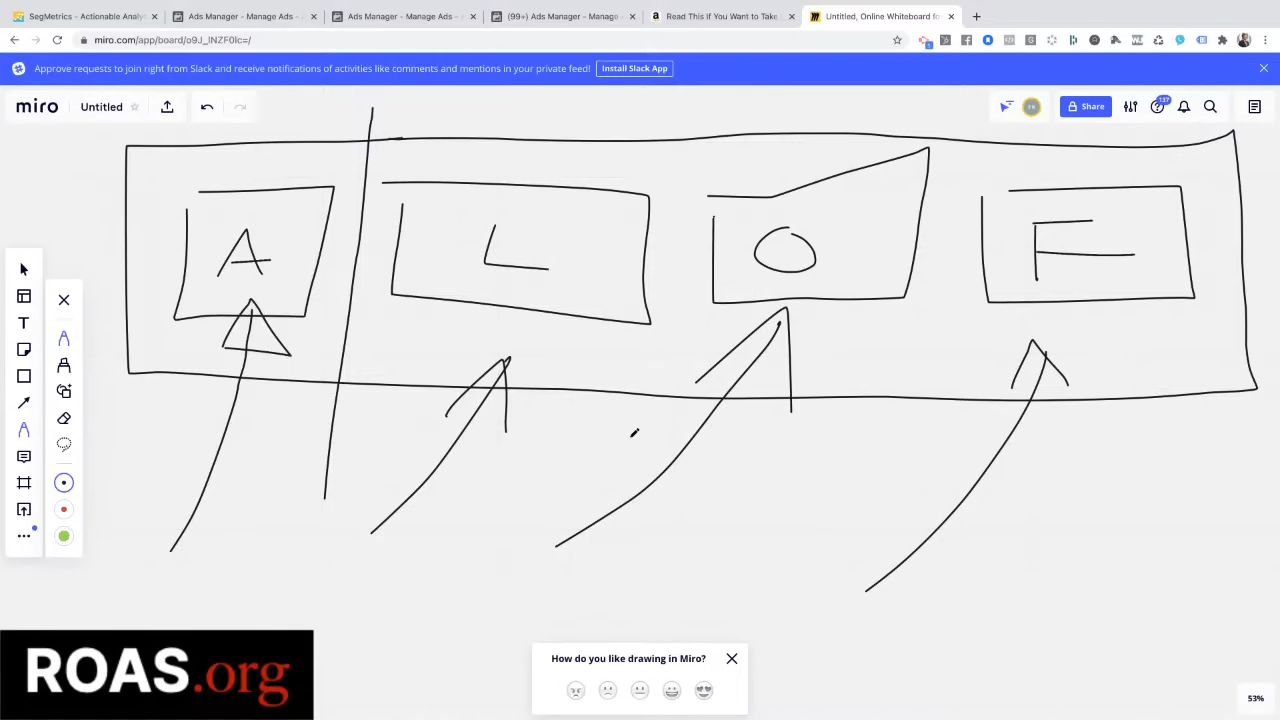 SegMetrics - Actionable Analy
Ads Manager - Manage Ads -
Ads Manager - Manage Ads -
(99+) Ads Manager - Manage
Read This if You Want to Take
Untitled, Online Whiteboard fo
miro.com/app/board/o9J_lNZF0lc=/
Approve requests to join right from Slack and receive notifications of activities like comments and mentions in your private feed!
Install Slack App
miro
Untitled
Share
137
A
L
O
F
T
How do you like drawing in Miro?
ROAS.org
53%